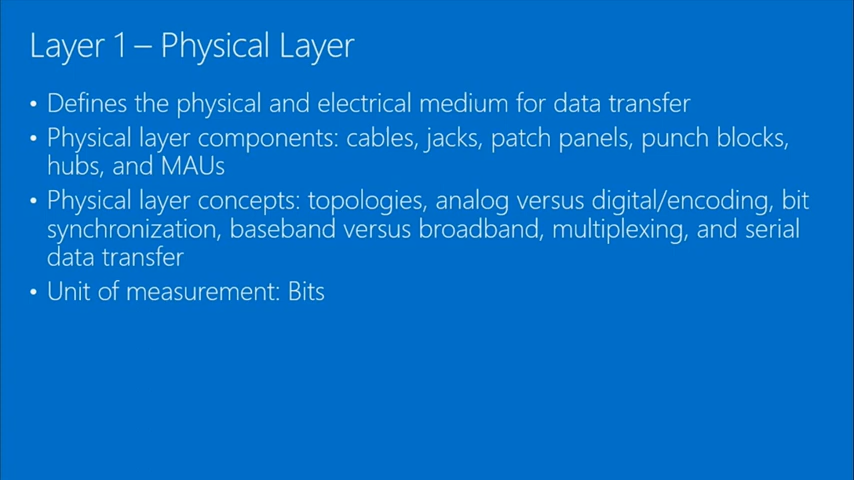 Layer 1 – Physical Layer
• Defines the physical and electrical medium for data transfer
• Physical layer components: cables, jacks, patch panels, punch blocks,
hubs, and MAUs
• Physical layer concepts: topologies, analog versus digital/encoding, bit
synchronization, baseband versus broadband, multiplexing, and serial
data transfer
• Unit of measurement: Bits